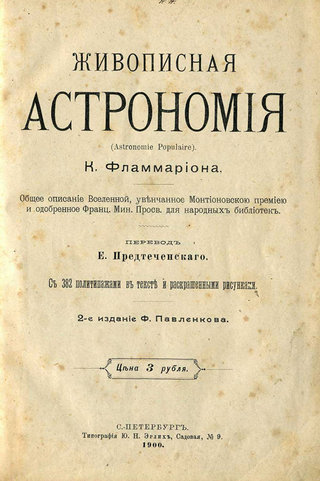 ЖИВОПИСНАЯ
АСТРОНОМІЯ
(Astronomie Populaire).
К. Фламмаріона.
Общее описаніе Вселенной, увѣнчанное Монтіоновскою преміею
и одобренное Франц. Мин. Просв. для народныхъ библіотекъ.
ПЕРЕВОДЪ
Е. Предтеченскаго.
Съ 382 политипажами въ текстѣ и раскрашенными рисунками.
2-е изданіе Ф. Павленкова.
Цѣна 3 рубля.
С.-ПЕТЕРБУРГЪ.
Типографія Ю. Н. Эрлихъ, Садовая, № 9.
1900.